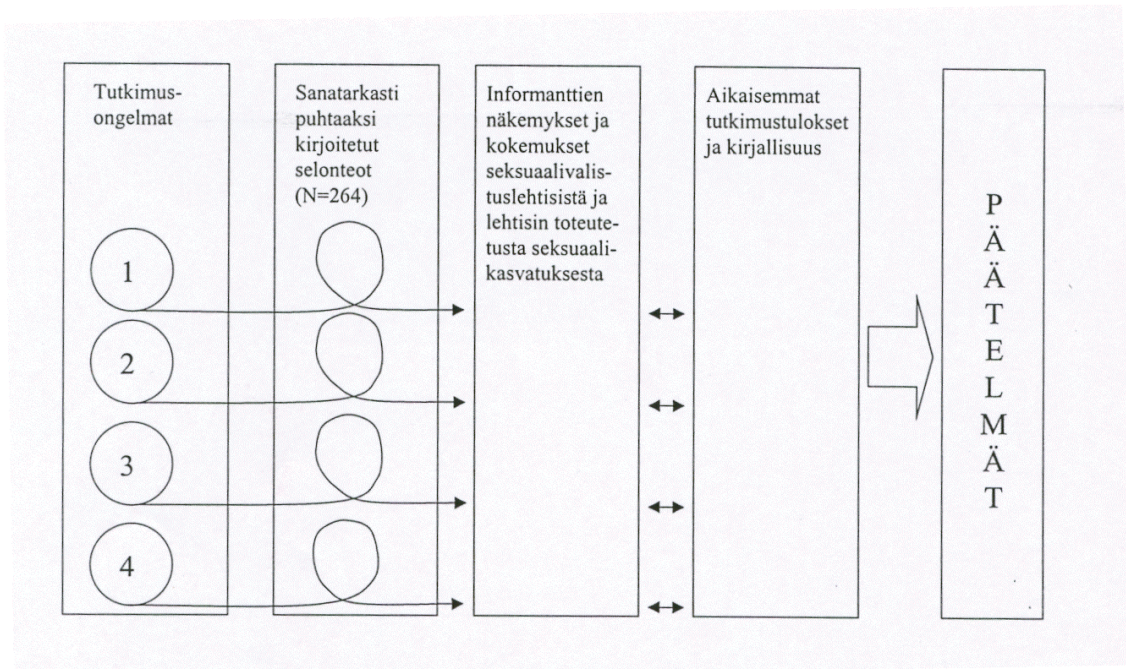 Tutkimus-
ongelmat
1
2
3
4
Sanatarkasti
puhtaaksi
kirjoitetut
selonteot
(N=264)
Informanttien
näkemykset ja
kokemukset
seksuaalivalis-
tuslehtisistä ja
lehtisin toteute-
tusta seksuaali-
kasvatuksesta
Aikaisemmat
tutkimustulokset
ja kirjallisuus
P
Ä
Ä
T
E
L
M
Ä
T